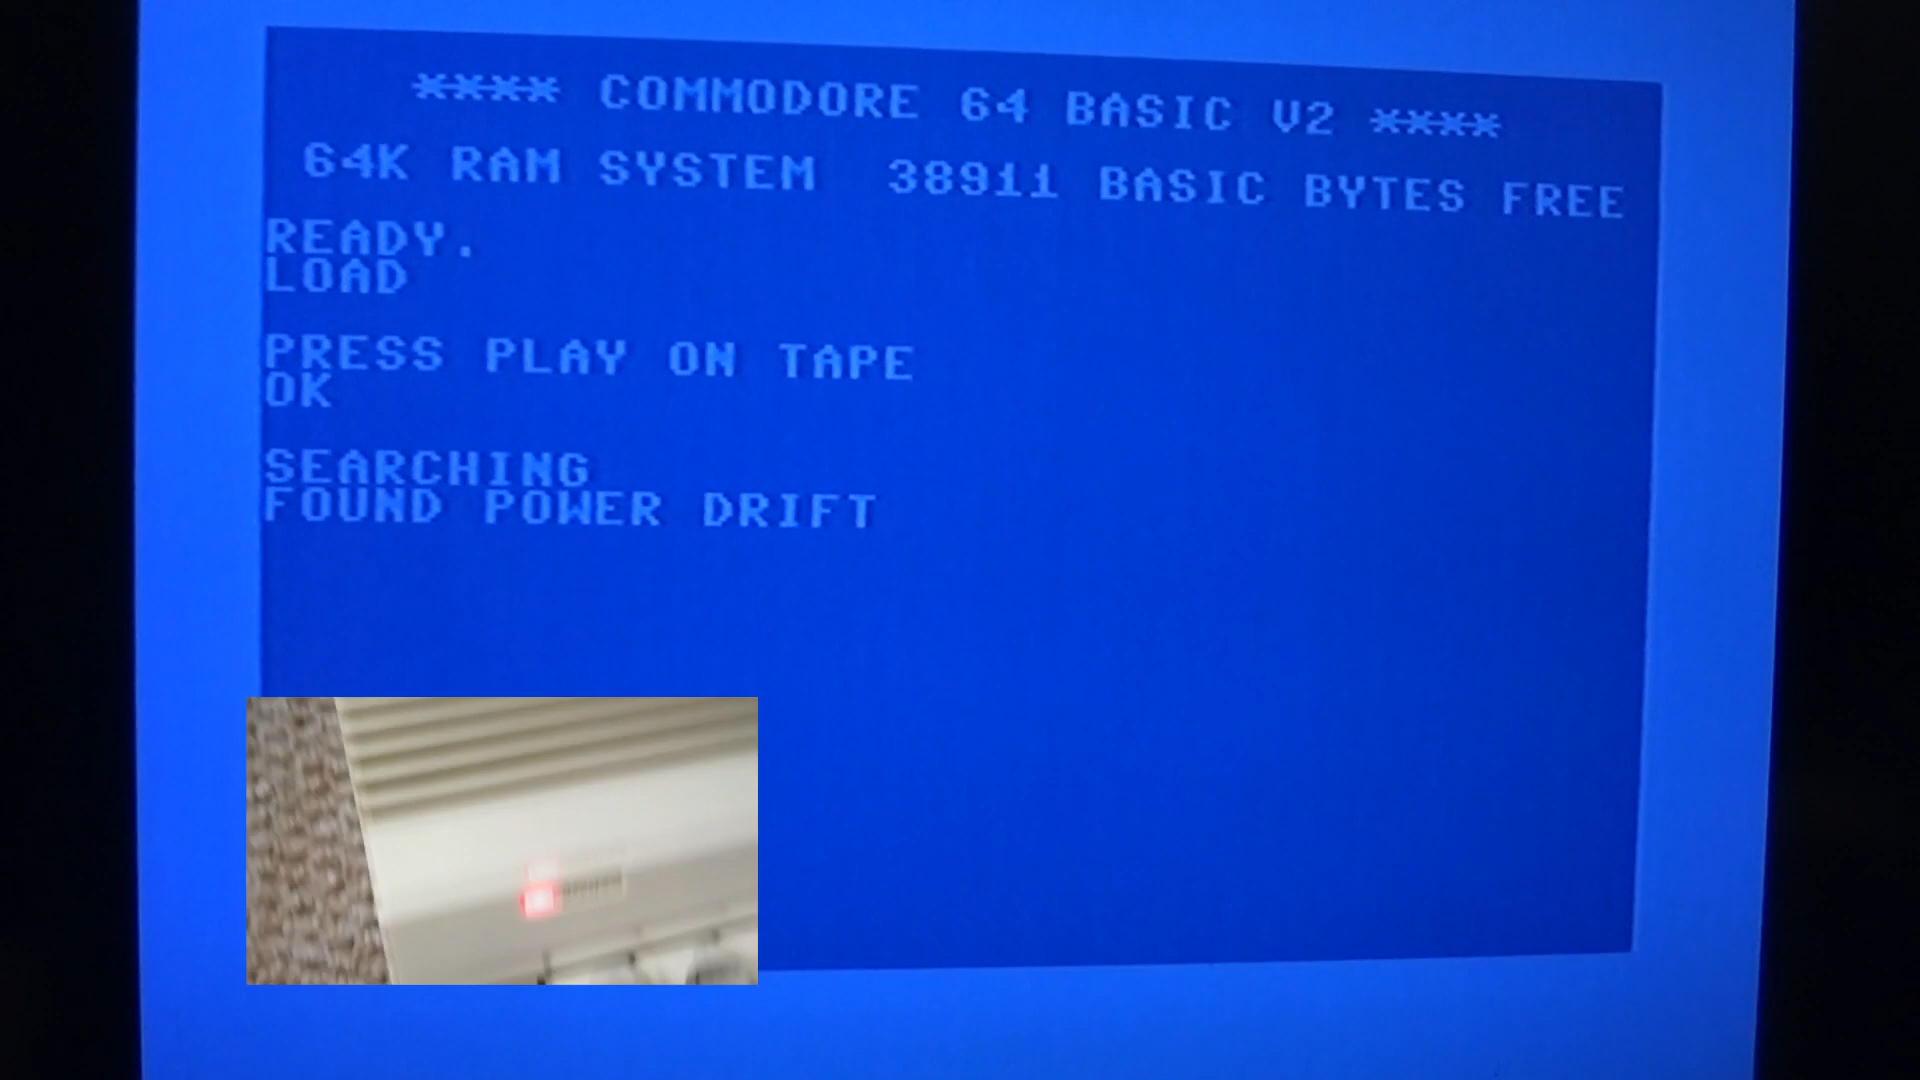 **** COMMODORE 64 BASIC V2 ****
64K RAM SYSTEM  38911 BASIC BYTES FREE
READY.
LOAD
PRESS PLAY ON TAPE
OK
SEARCHING
FOUND POWER DRIFT